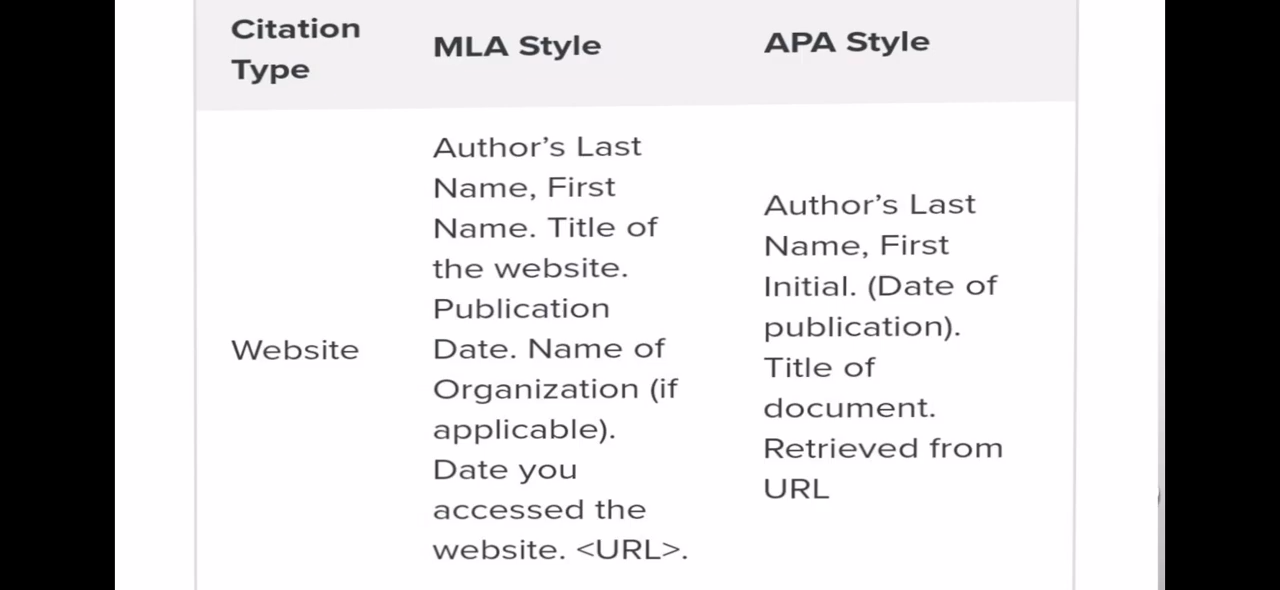 Citation
Type
MLA Style
APA Style
Website
Author’s Last
Name, First
Name. Title of
the website.
Publication
Date. Name of
Organization (if
applicable).
Date you
accessed the
website. <URL>.
Author’s Last
Name, First
Initial. (Date of
publication).
Title of
document.
Retrieved from
URL